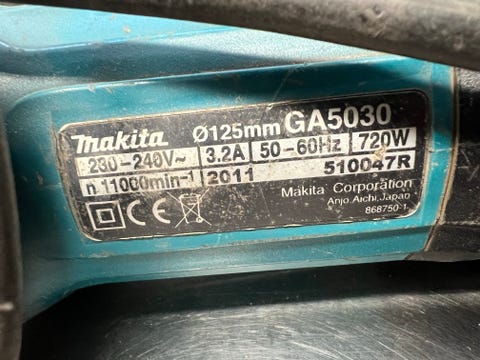 makita Ø125mm GA5030
230-240V~ 3.2A 50-60Hz 720W
n 11000min-1 2011 510047R
Makita Corporation
Anjo,Aichi,Japan
868750-1
CE